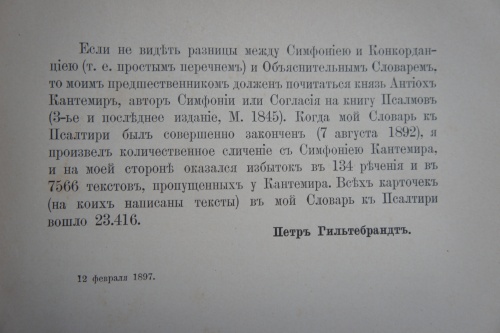 Если не видѣть разницы между Симфоніею и Конкордан-
ціею (т. е. простымъ перечнемъ) и Объяснительнымъ Словаремъ,
то моимъ предшественникомъ долженъ почитаться князь Антіохъ
Кантемиръ, авторъ Симфоніи или Согласія на книгу Псалмовъ
(3-ье и послѣднее изданіе, М. 1845). Когда мой Словарь къ
Псалтири былъ совершенно законченъ (7 августа 1892), я
произвелъ количественное сличеніе съ Симфоніею Кантемира,
и на моей сторонѣ оказался избытокъ въ 134 рѣченія и въ
7566 текстовъ, пропущенныхъ у Кантемира. Всѣхъ карточекъ
(на коихъ написаны тексты) въ мой Словарь къ Псалтири
вошло 23.416.
Петръ Гильтебрандтъ.
12 февраля 1897.